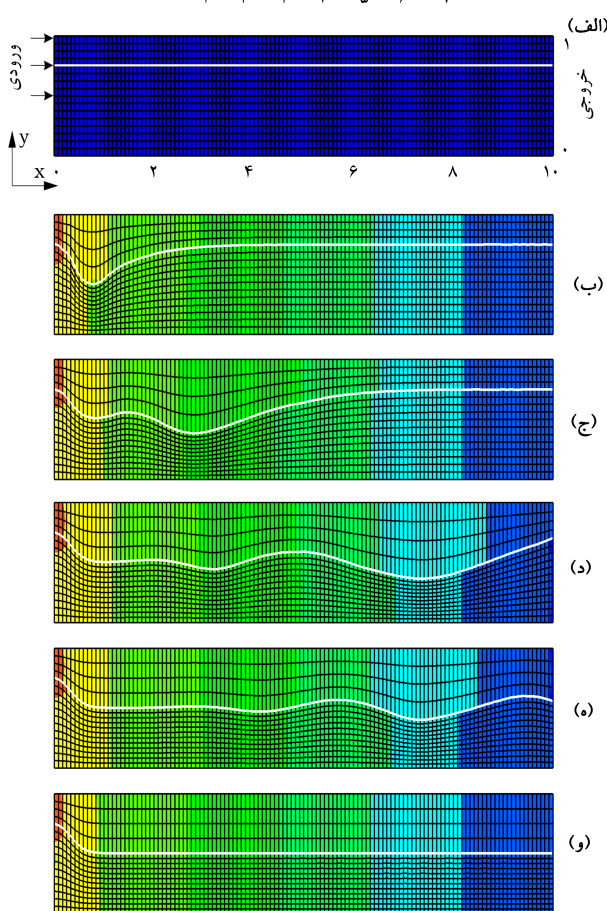 (الف)
۱
ورودی
خروجی
y
x
۰
۰
۲
۴
۶
۸
۱۰
(ب)
(ج)
(د)
(ه)
(و)